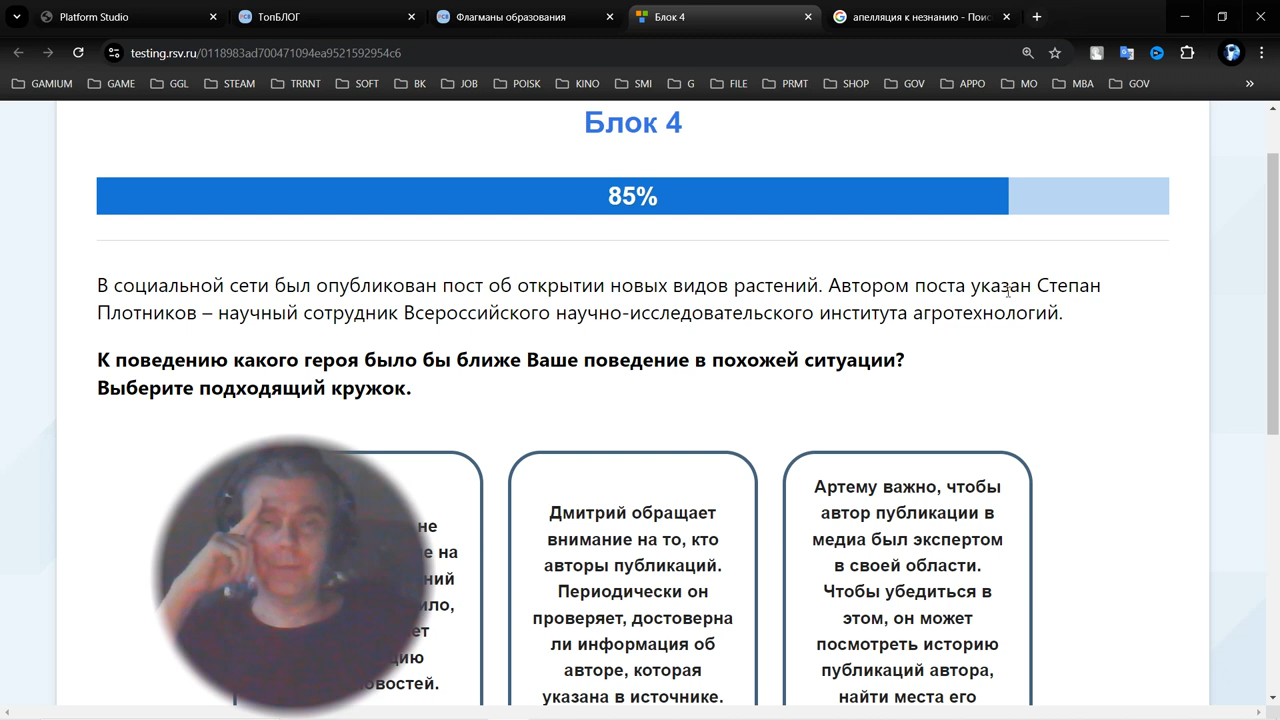 Platform Studio
ТопБЛОГ
Флагманы образования
Блок 4
апелляция к незнанию - Поис
testing.rsv.ru/0118983ad700471094ea9521592954c6
GAMIUM GAME GGL STEAM TRRNT SOFT BK JOB POISK KINO SMI G FILE PRMT SHOP GOV APPO MO MBA GOV
Блок 4
85%
В социальной сети был опубликован пост об открытии новых видов растений. Автором поста указан Степан
Плотников – научный сотрудник Всероссийского научно-исследовательского института агротехнологий.
К поведению какого героя было бы ближе Ваше поведение в похожей ситуации?
Выберите подходящий кружок.
не
на
Дмитрий обращает
внимание на то, кто
авторы публикаций.
Периодически он
проверяет, достоверна
ли информация об
авторе, которая
указана в источнике.
Артему важно, чтобы
автор публикации в
медиа был экспертом
в своей области.
Чтобы убедиться в
этом, он может
посмотреть историю
публикаций автора,
найти места его